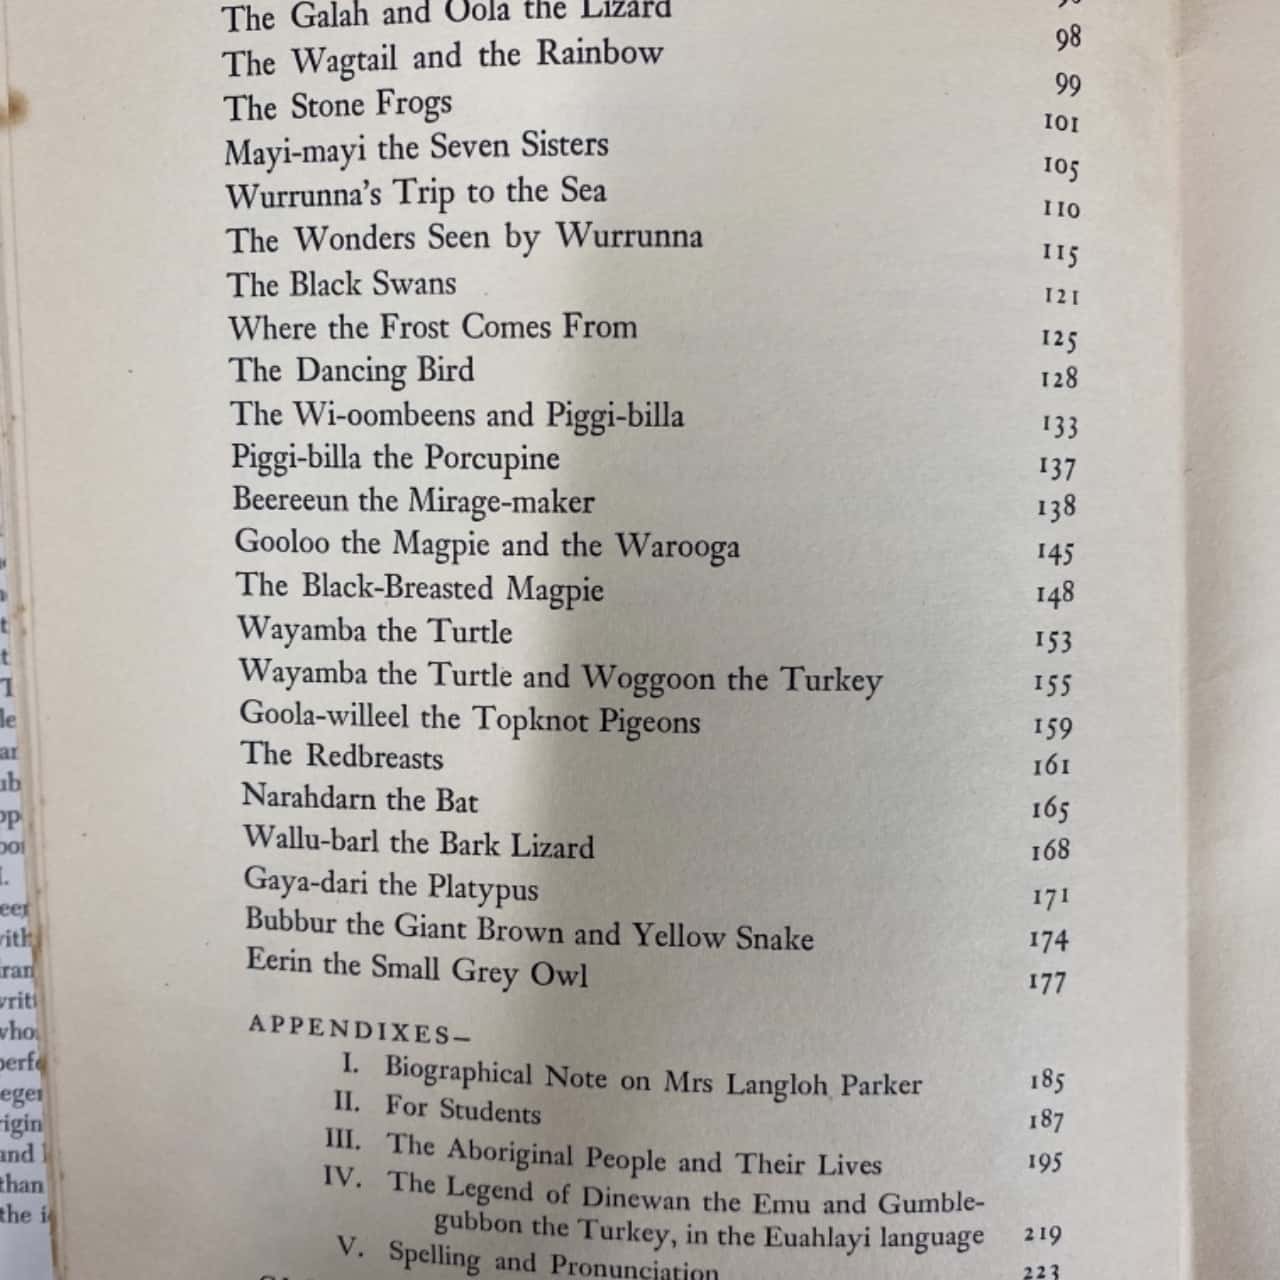 The Galah and Oola the Lizard 98
The Wagtail and the Rainbow 99
The Stone Frogs 101
Mayi-mayi the Seven Sisters 105
Wurrunna's Trip to the Sea 110
The Wonders Seen by Wurrunna 115
The Black Swans 121
Where the Frost Comes From 125
The Dancing Bird 128
The Wi-oombeens and Piggi-billa 133
Piggi-billa the Porcupine 137
Beereeun the Mirage-maker 138
Gooloo the Magpie and the Warooga 145
The Black-Breasted Magpie 148
Wayamba the Turtle 153
Wayamba the Turtle and Woggoon the Turkey 155
Goola-willeel the Topknot Pigeons 159
The Redbreasts 161
Narahdarn the Bat 165
Wallu-barl the Bark Lizard 168
Gaya-dari the Platypus 171
Bubbur the Giant Brown and Yellow Snake 174
Eerin the Small Grey Owl 177
APPENDIXES—
I. Biographical Note on Mrs Langloh Parker 185
II. For Students 187
III. The Aboriginal People and Their Lives 195
IV. The Legend of Dinewan the Emu and Gumble-
gubbon the Turkey, in the Euahlayi language 219
V. Spelling and Pronunciation 223